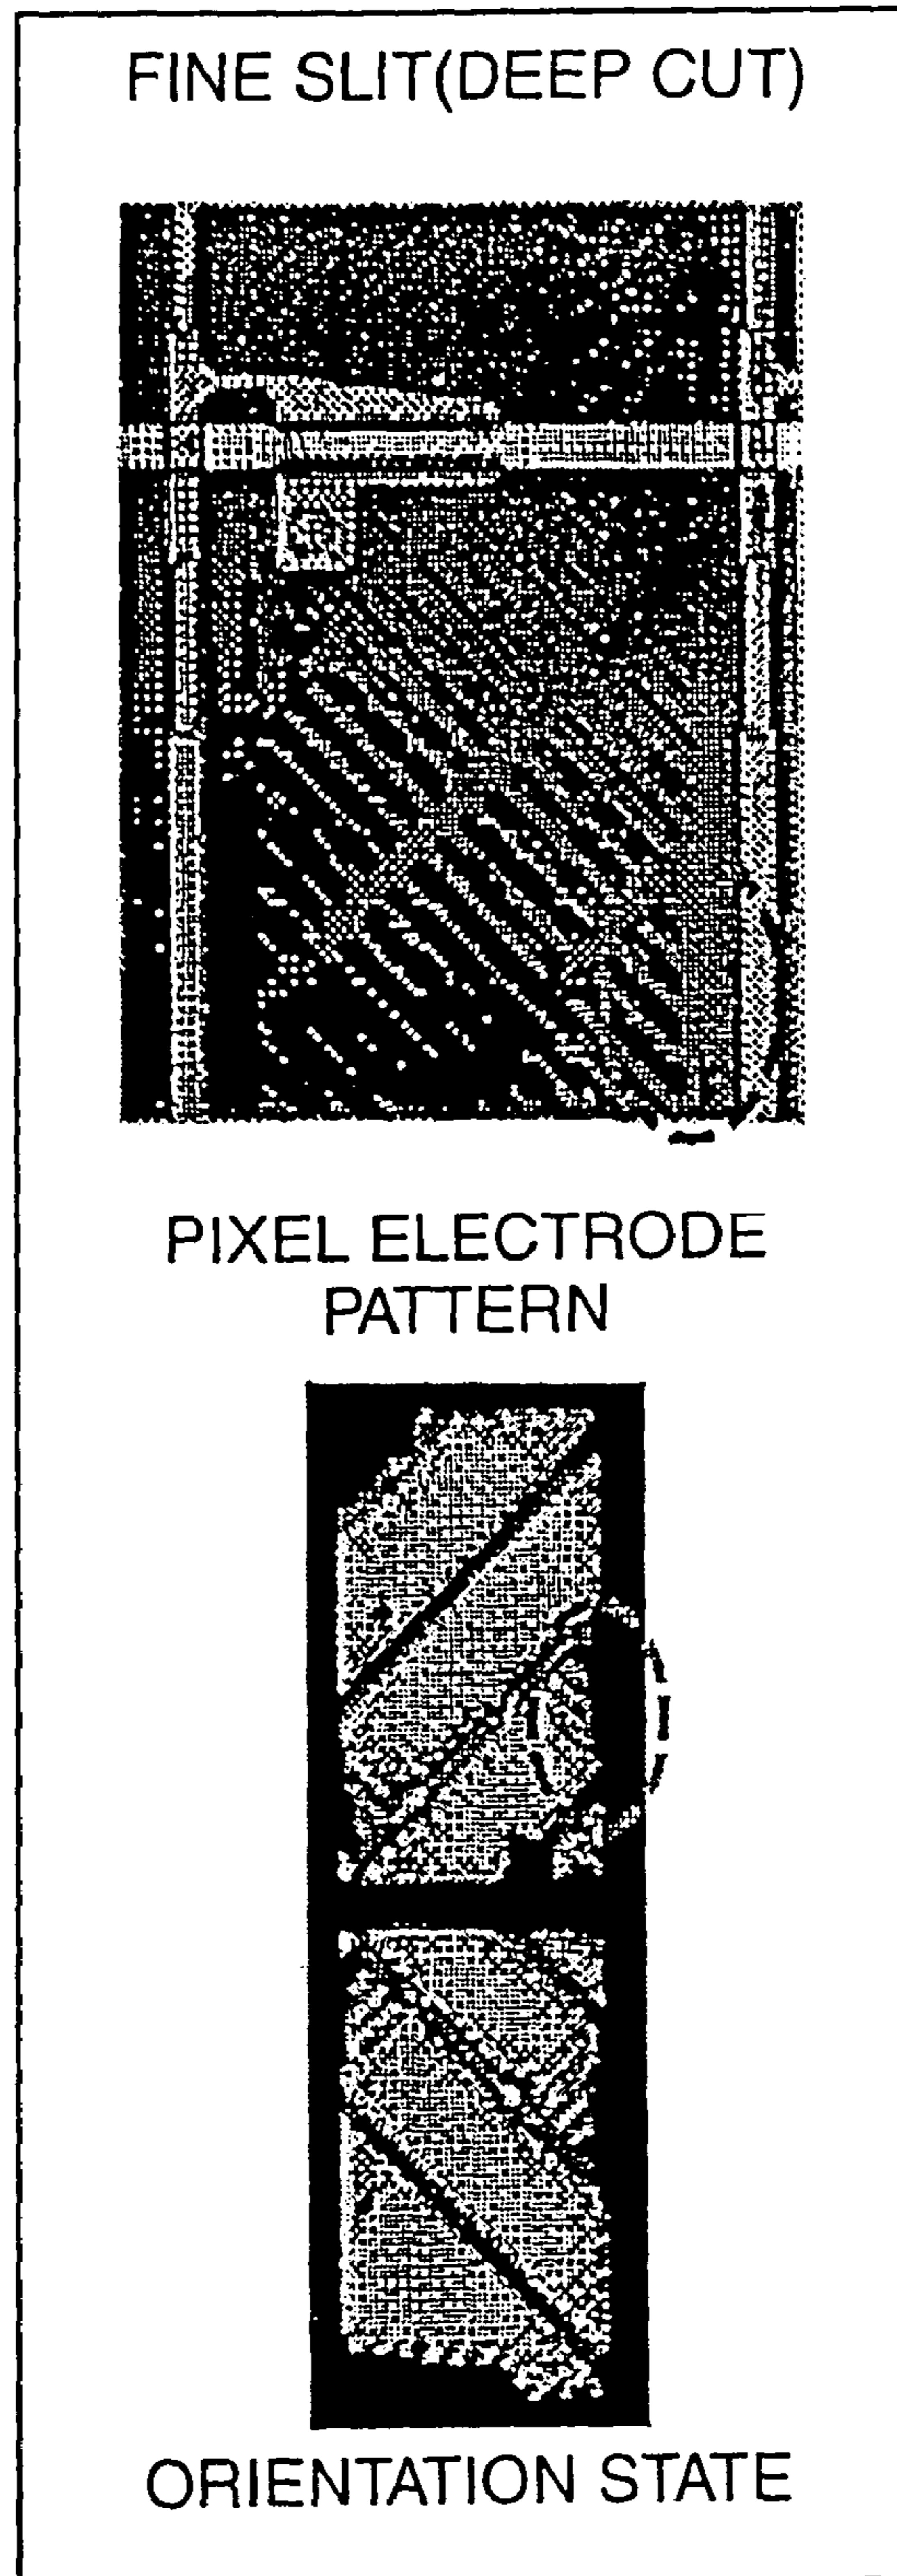 FINE SLIT(DEEP CUT)
PIXEL ELECTRODE
PATTERN
ORIENTATION STATE